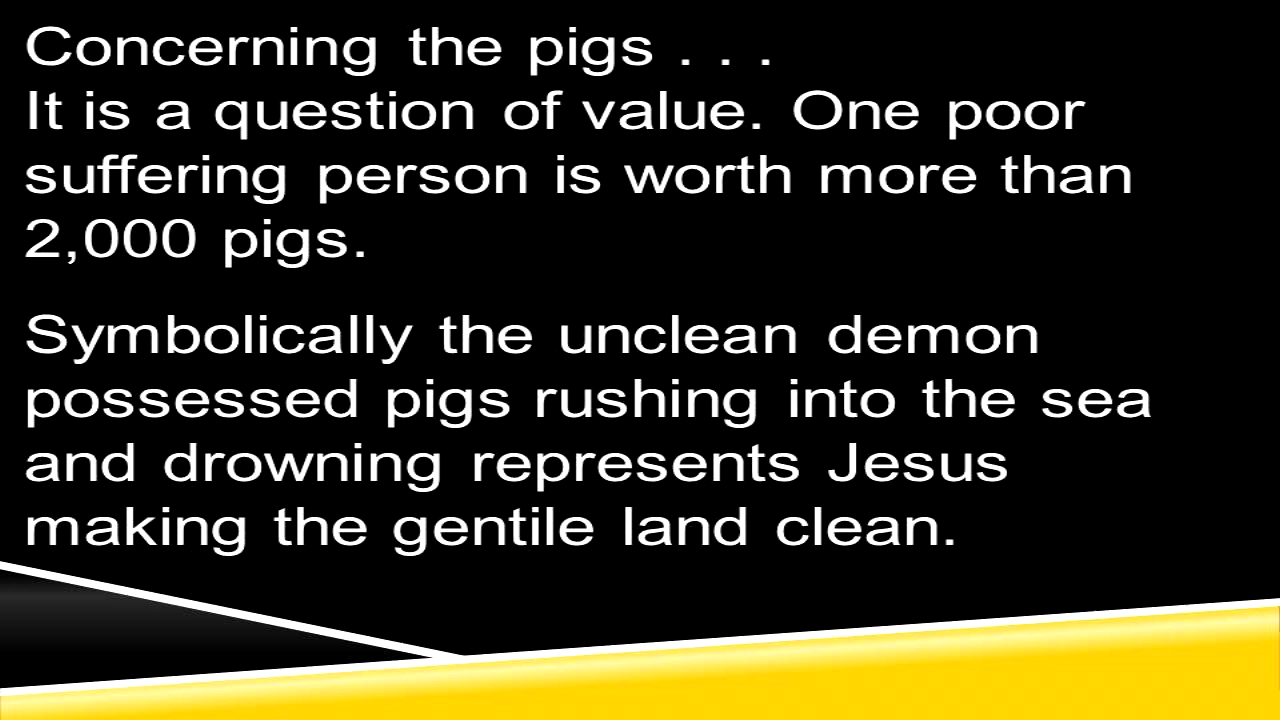 Concerning the pigs . . .
It is a question of value. One poor
suffering person is worth more than
2,000 pigs.
Symbolically the unclean demon
possessed pigs rushing into the sea
and drowning represents Jesus
making the gentile land clean.